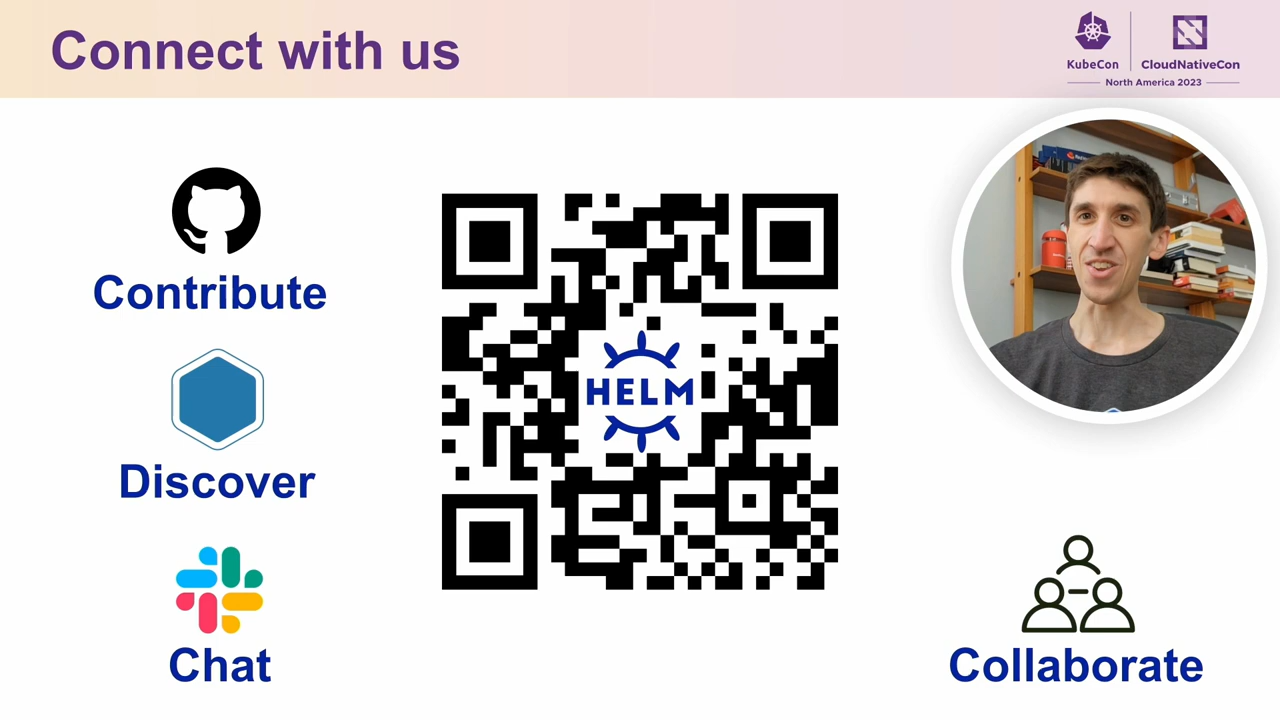 Connect with us
KubeCon
CloudNativeCon
North America 2023
Contribute
Discover
Chat
HELM
Collaborate